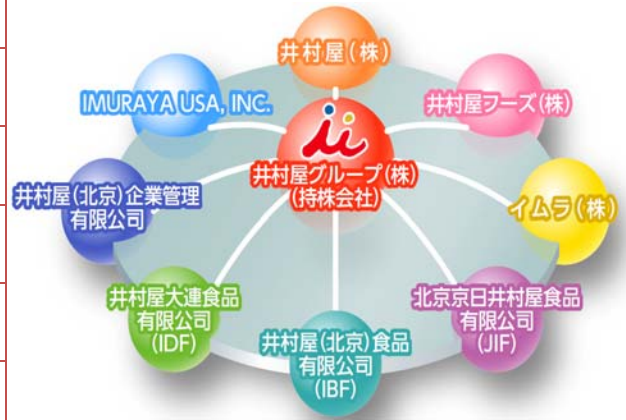 井村屋(株)
IMURAYA USA, INC.
井村屋フーズ(株)
井村屋グループ(株)
(持株会社)
井村屋(北京)企業管理
有限公司
イムラ(株)
井村屋大連食品
有限公司
(IDF)
井村屋(北京)食品
有限公司
(IBF)
北京京日井村屋食品
有限公司
(JIF)